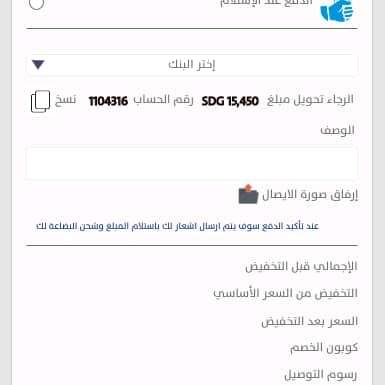 الدفع عند الإستلام
إختر البنك
الرجاء تحويل مبلغ SDG 15,450 رقم الحساب 1104316 نسخ
الوصف
إرفاق صورة الايصال
عند تأكيد الدفع سوف يتم ارسال اشعار لك باستلام المبلغ وشحن البضاعة لك
الإجمالي قبل التخفيض
التخفيض من السعر الأساسي
السعر بعد التخفيض
كوبون الخصم
رسوم التوصيل